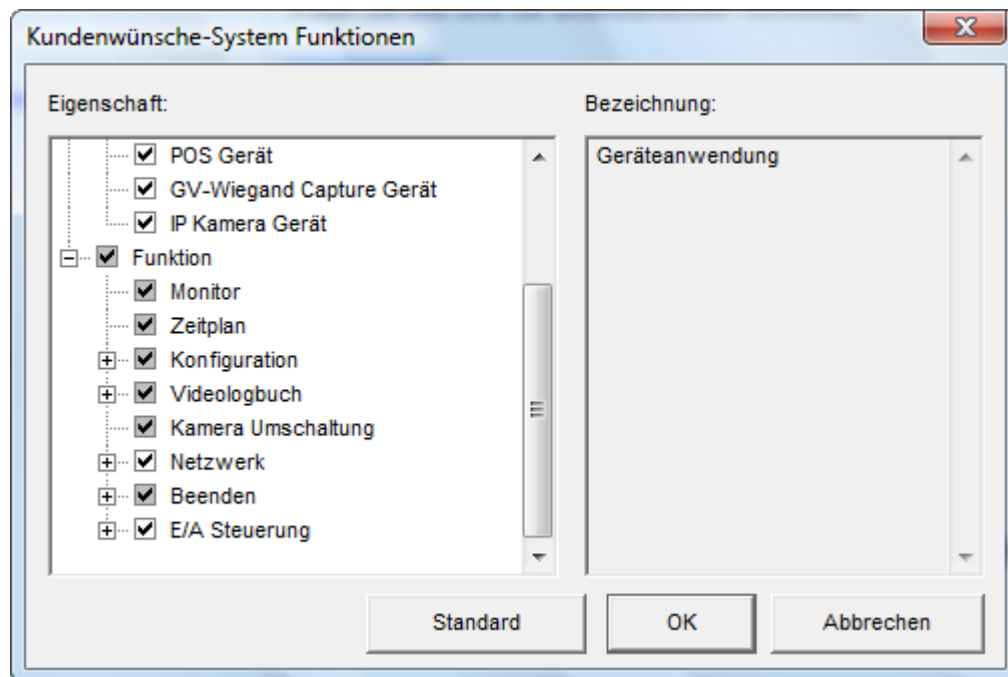 Kundenwünsche-System Funktionen
Eigenschaft:
Bezeichnung:
POS Gerät
GV-Wiegand Capture Gerät
IP Kamera Gerät
Funktion
Monitor
Zeitplan
Konfiguration
Videologbuch
Kamera Umschaltung
Netzwerk
Beenden
E/A Steuerung
Geräteanwendung
Standard
OK
Abbrechen